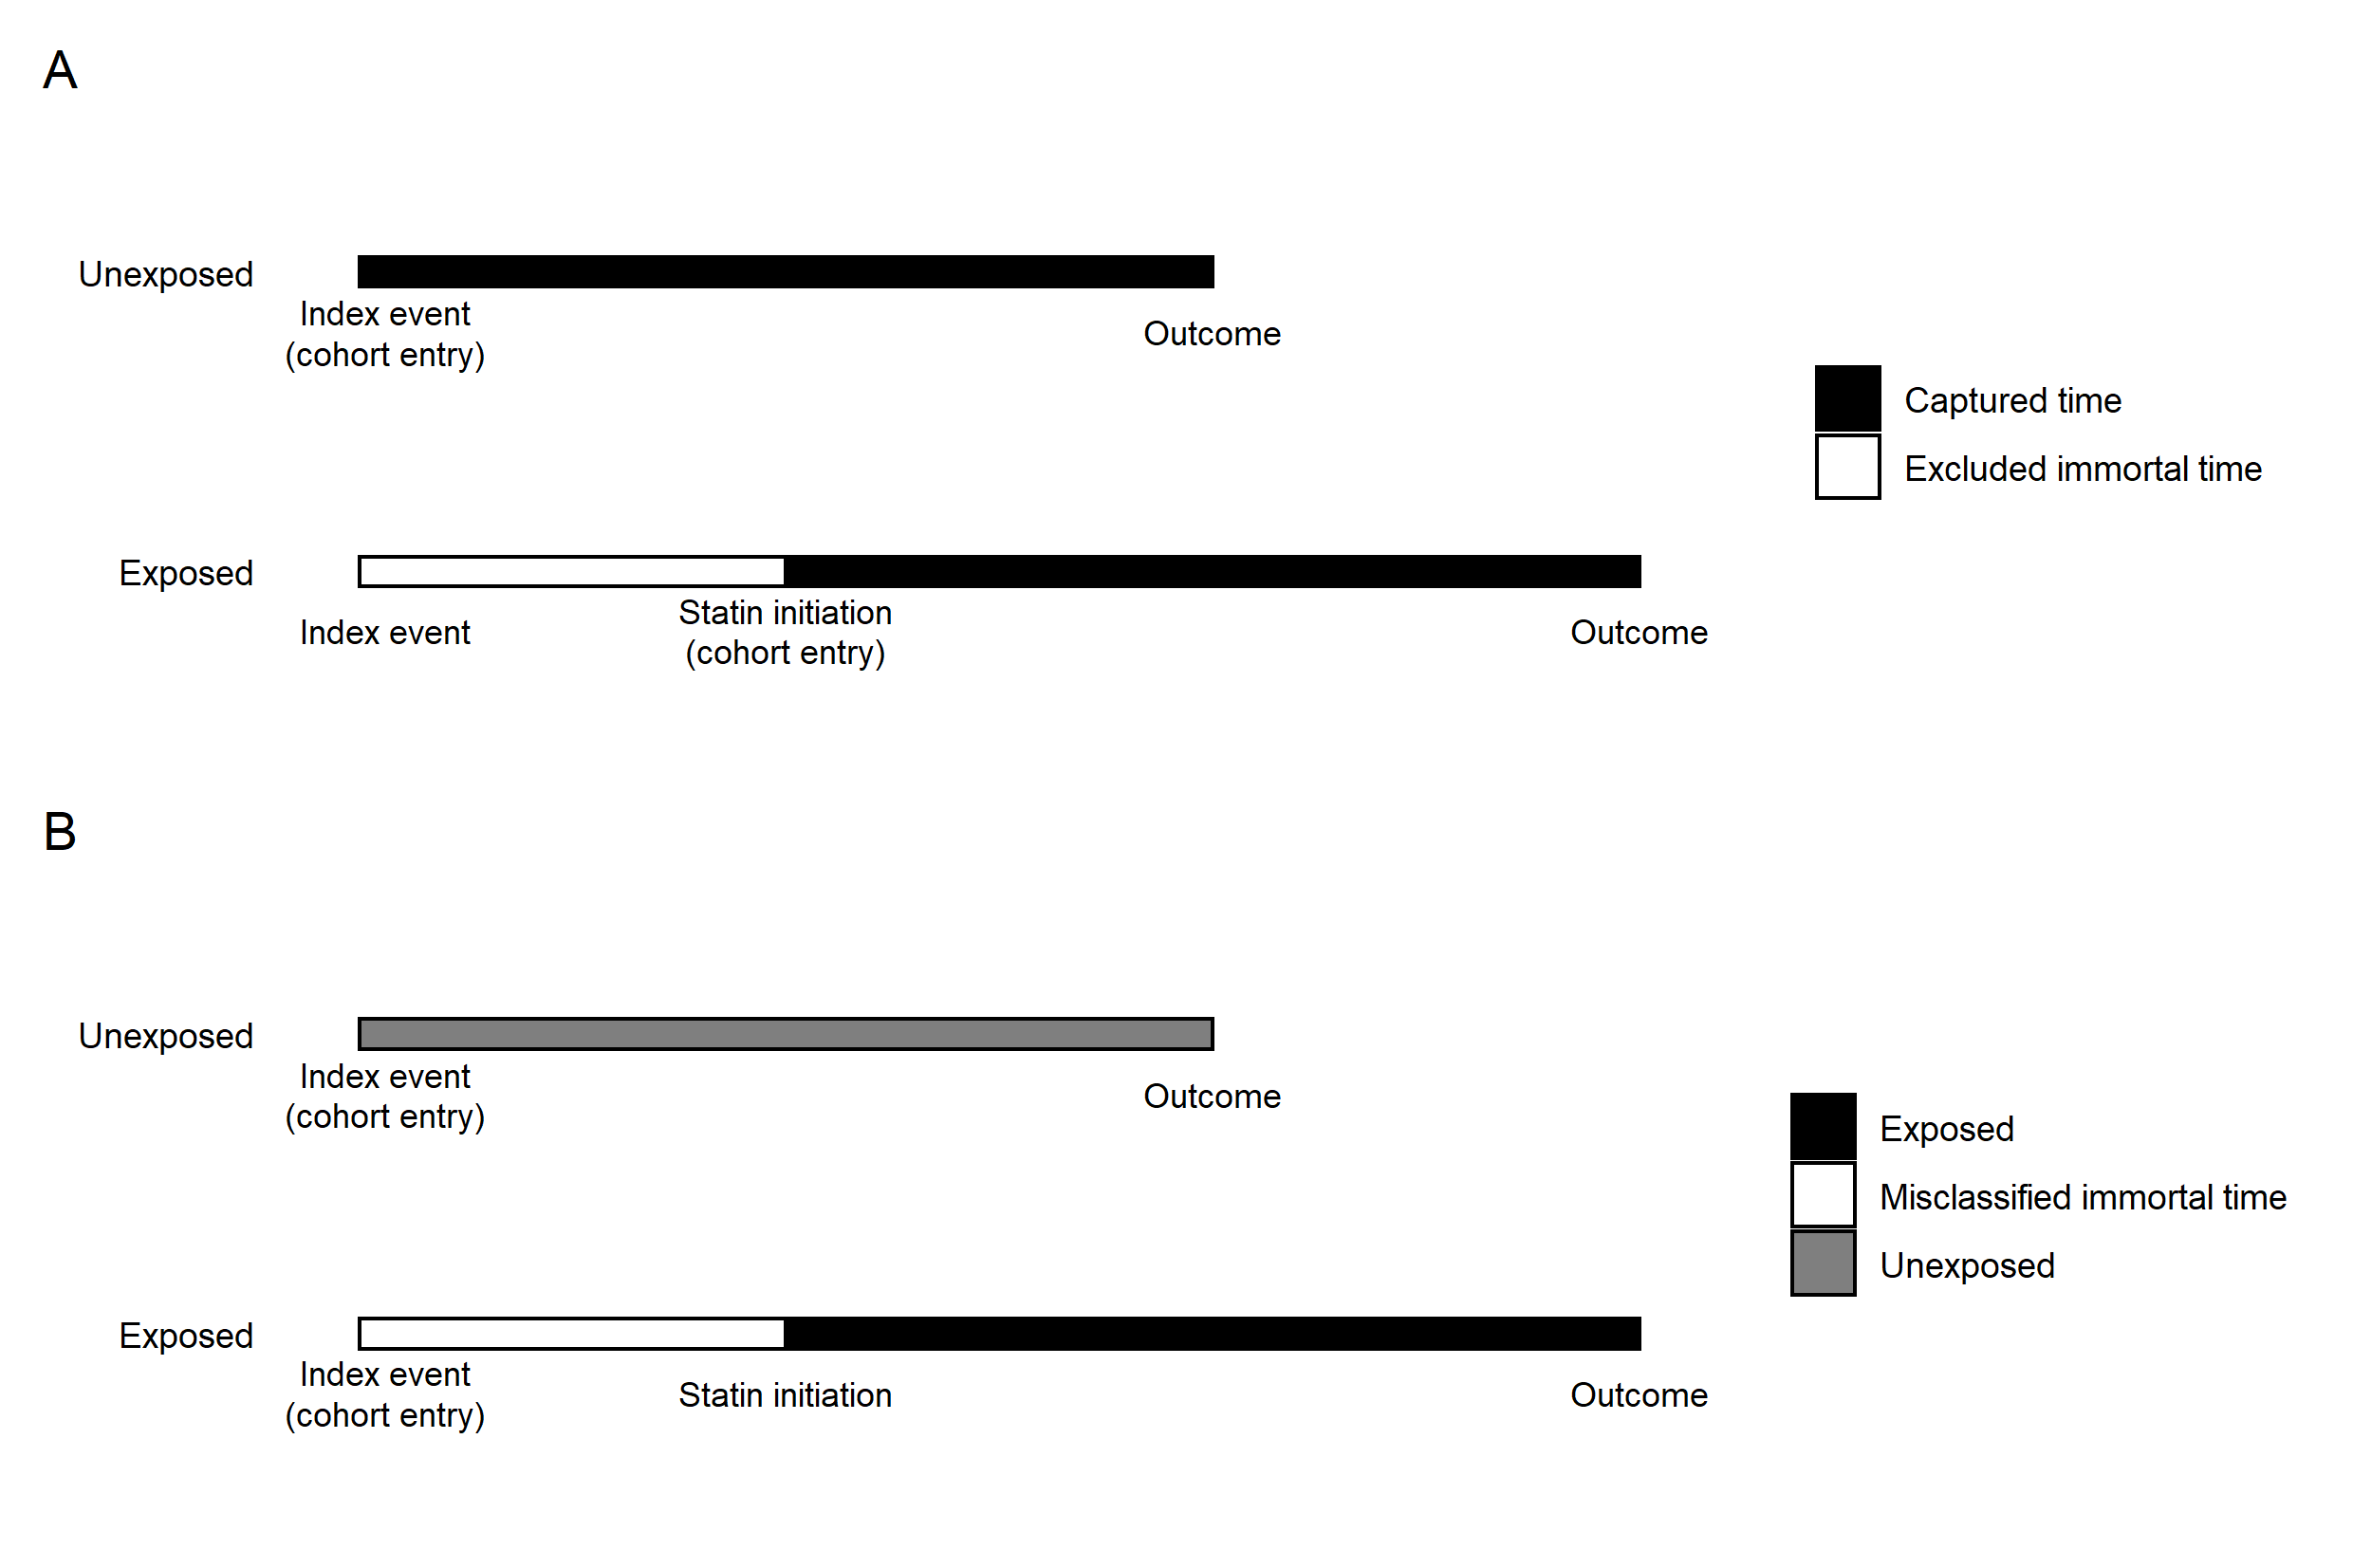 A
Unexposed
Index event
(cohort entry)
Outcome
Captured time
Excluded immortal time
Exposed
Index event
Statin initiation
(cohort entry)
Outcome
B
Unexposed
Index event
(cohort entry)
Outcome
Exposed
Misclassified immortal time
Unexposed
Exposed
Index event
(cohort entry)
Statin initiation
Outcome